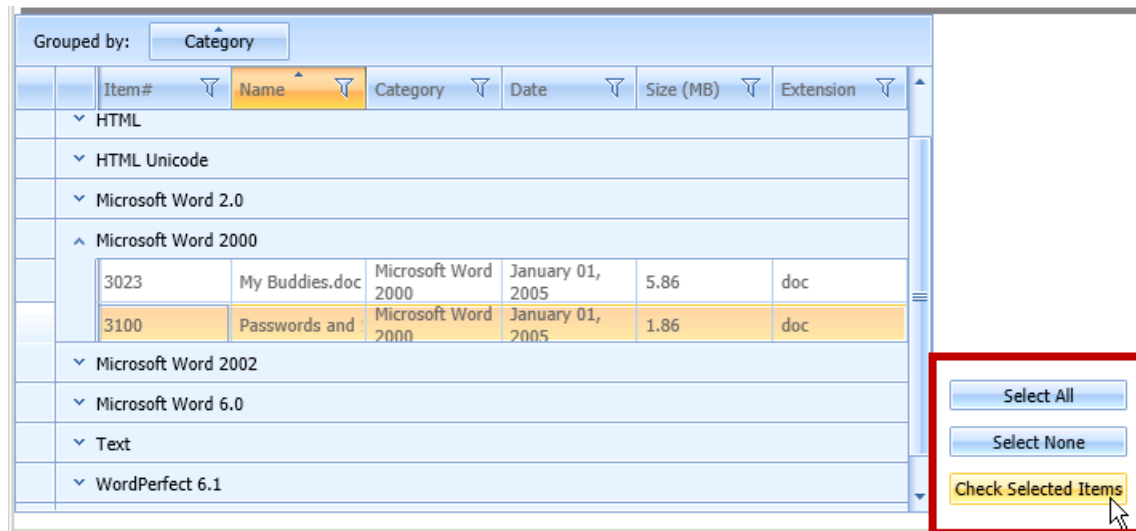 Grouped by: Category
Item# Name Category Date Size (MB) Extension
HTML
HTML Unicode
Microsoft Word 2.0
Microsoft Word 2000
3023 My Buddies.doc Microsoft Word 2000 January 01, 2005 5.86 doc
3100 Passwords and Microsoft Word 2000 January 01, 2005 1.86 doc
Microsoft Word 2002
Microsoft Word 6.0
Text
WordPerfect 6.1
Select All
Select None
Check Selected Items